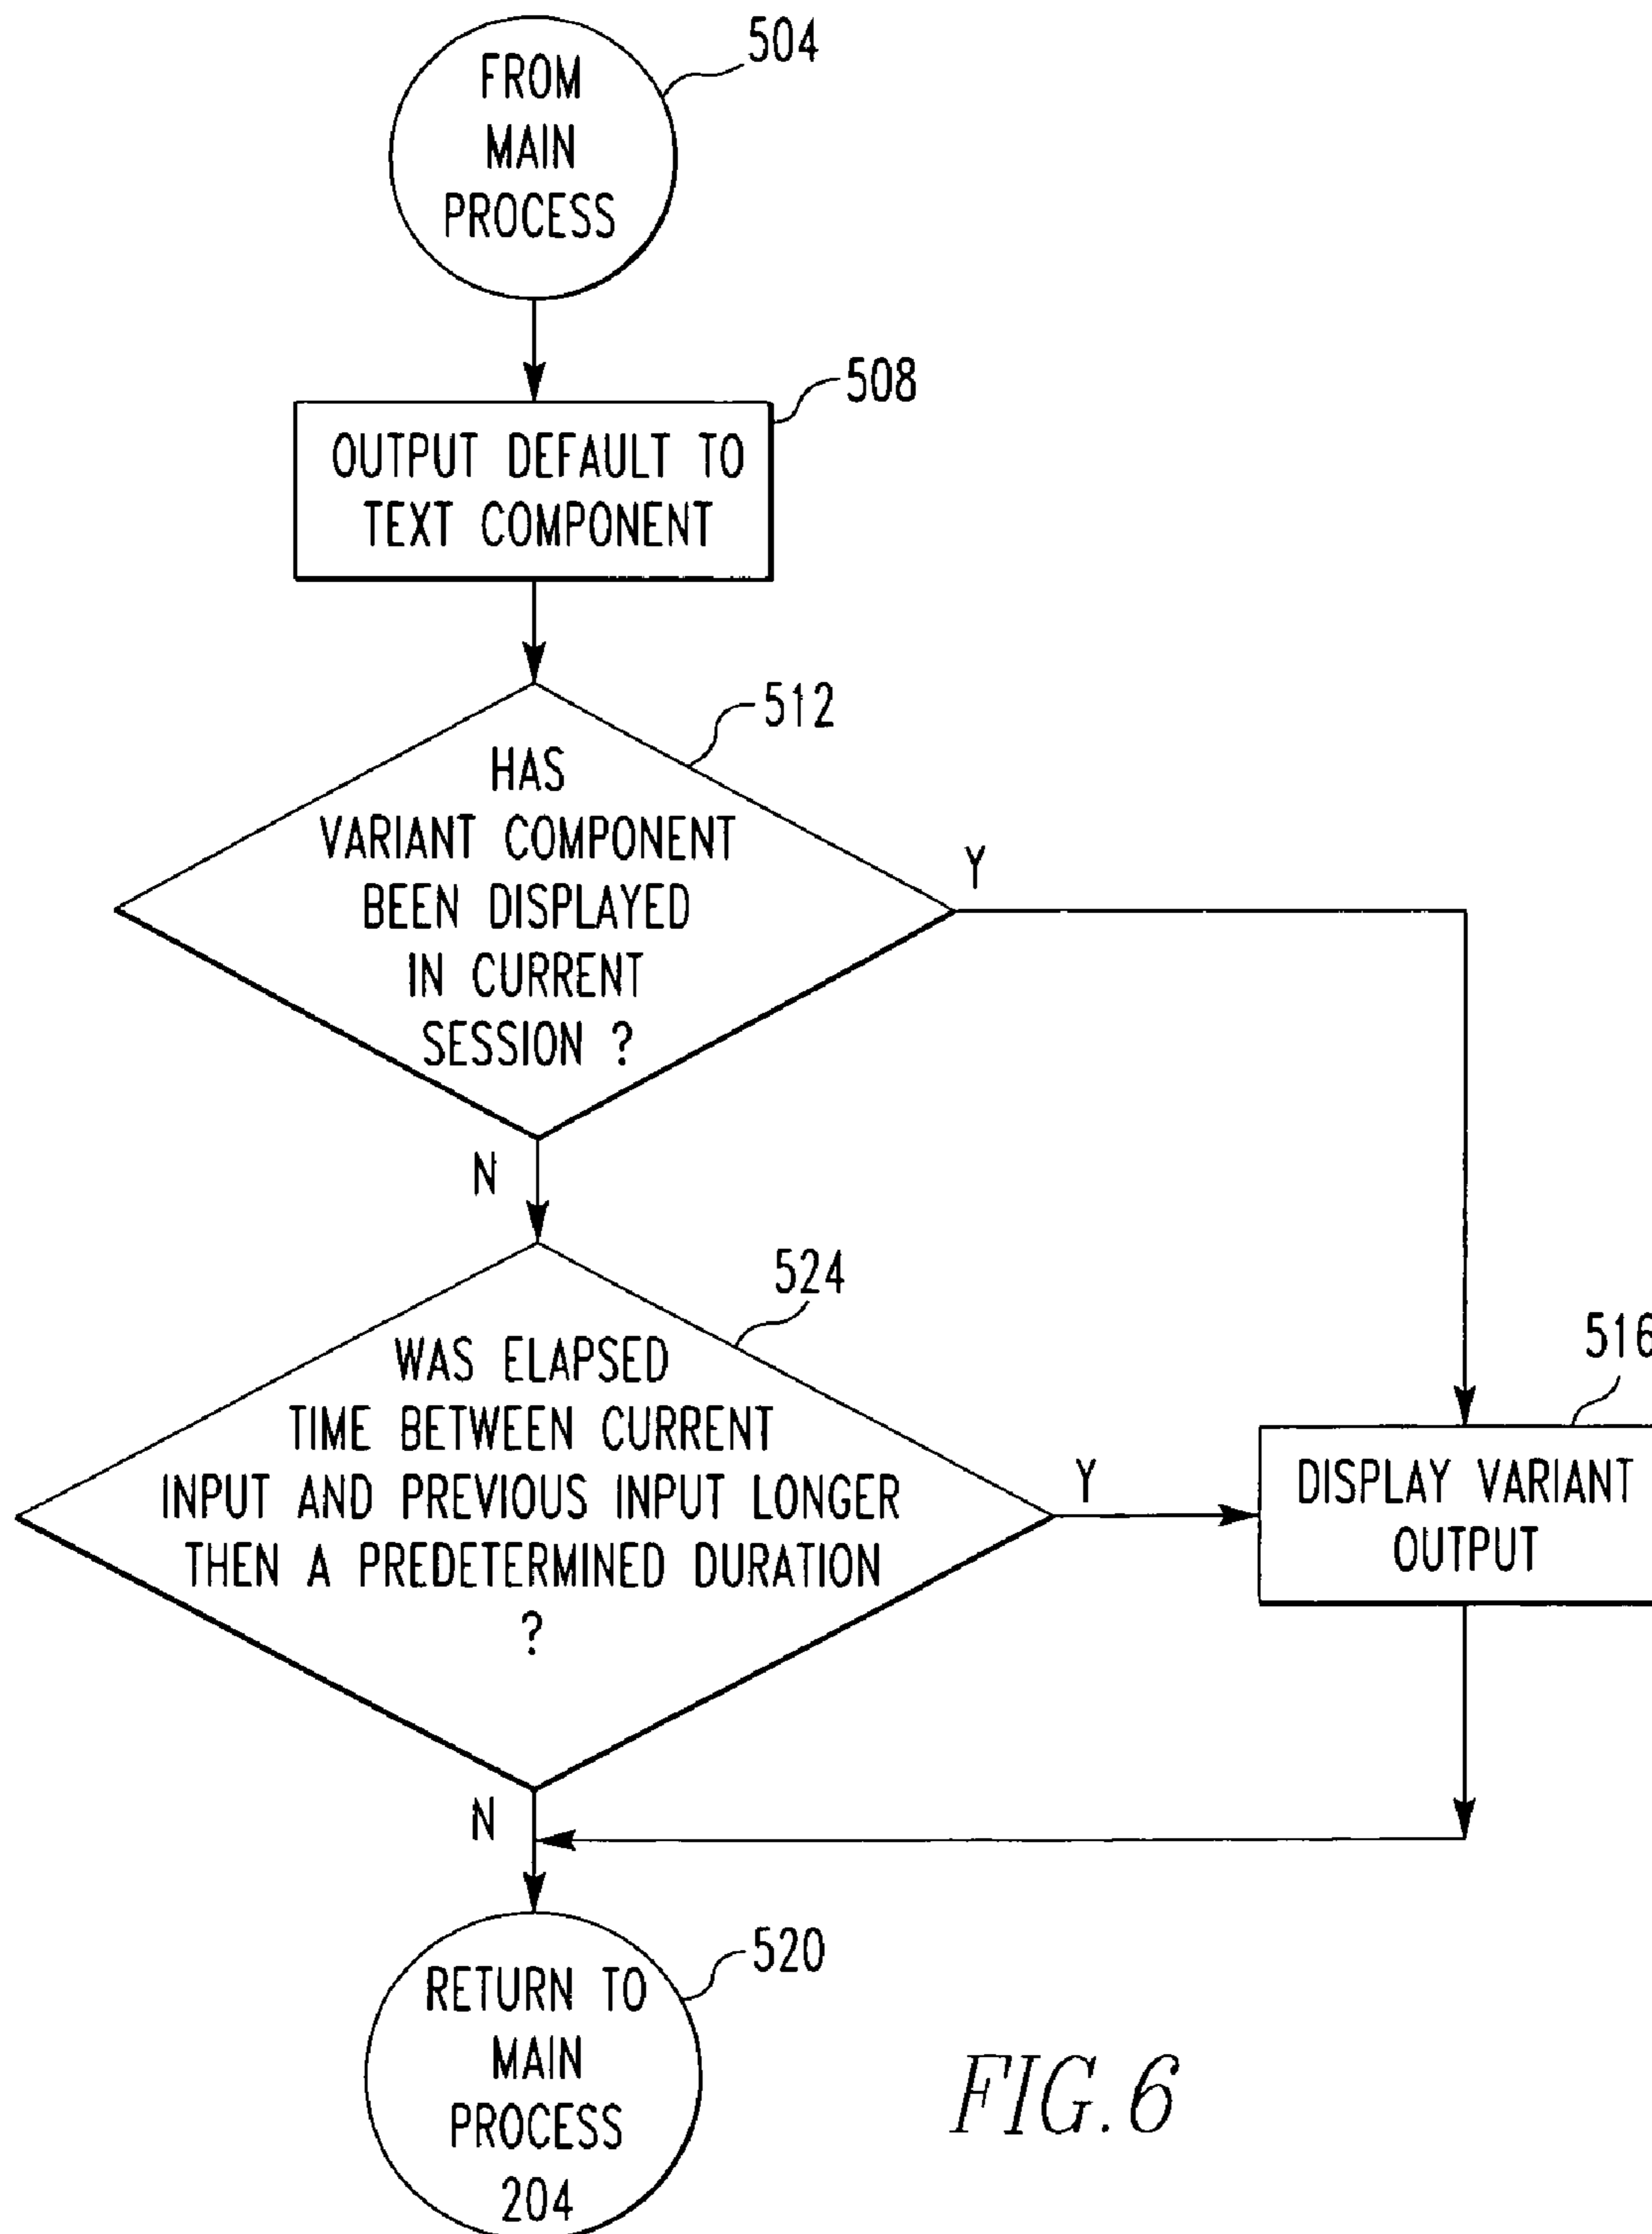 504
FROM
MAIN
PROCESS
508
OUTPUT DEFAULT TO
TEXT COMPONENT
512
HAS
VARIANT COMPONENT
BEEN DISPLAYED
IN CURRENT
SESSION ?
Y
N
524
WAS ELAPSED
TIME BETWEEN CURRENT
INPUT AND PREVIOUS INPUT LONGER
THEN A PREDETERMINED DURATION
?
Y
516
DISPLAY VARIANT
OUTPUT
N
520
RETURN TO
MAIN
PROCESS
204
FIG.6